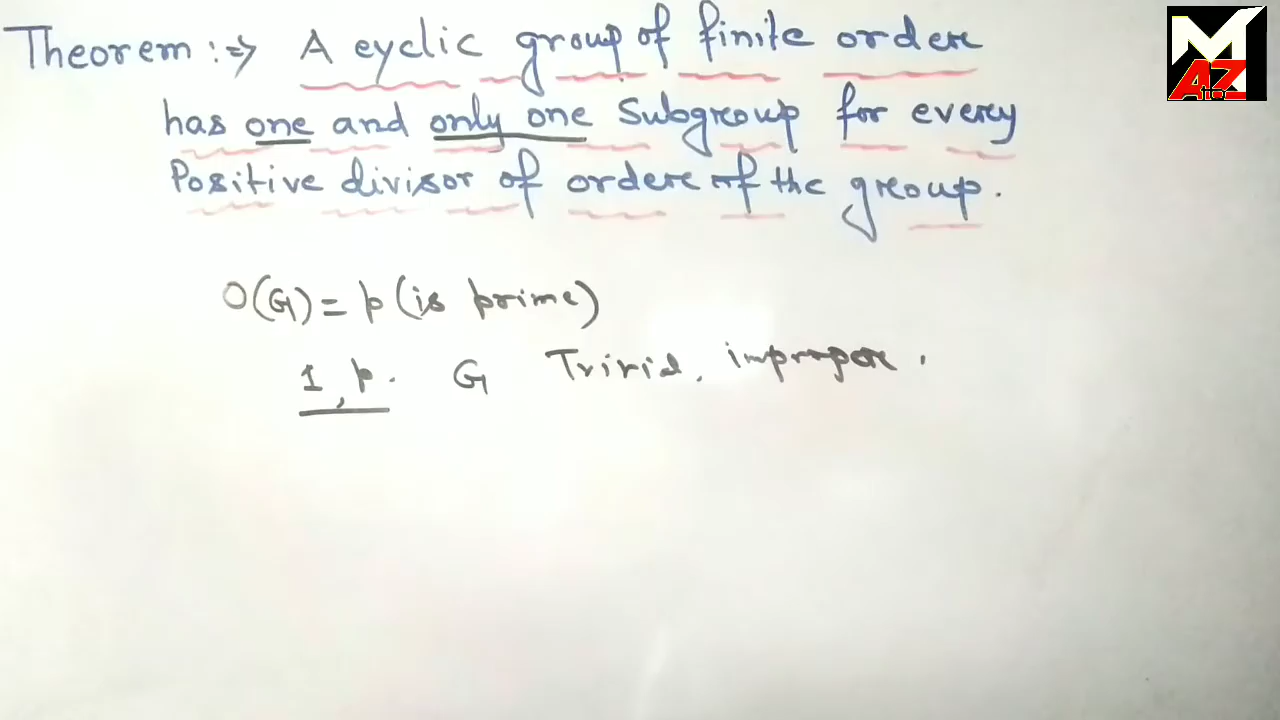 Theorem :⇒ A cyclic group of finite order
has one and only one Subgroup for every
Positive divisor of order of the group.
O(G) = p (is prime)
1, p. G Trivial, improper.
M
A to Z